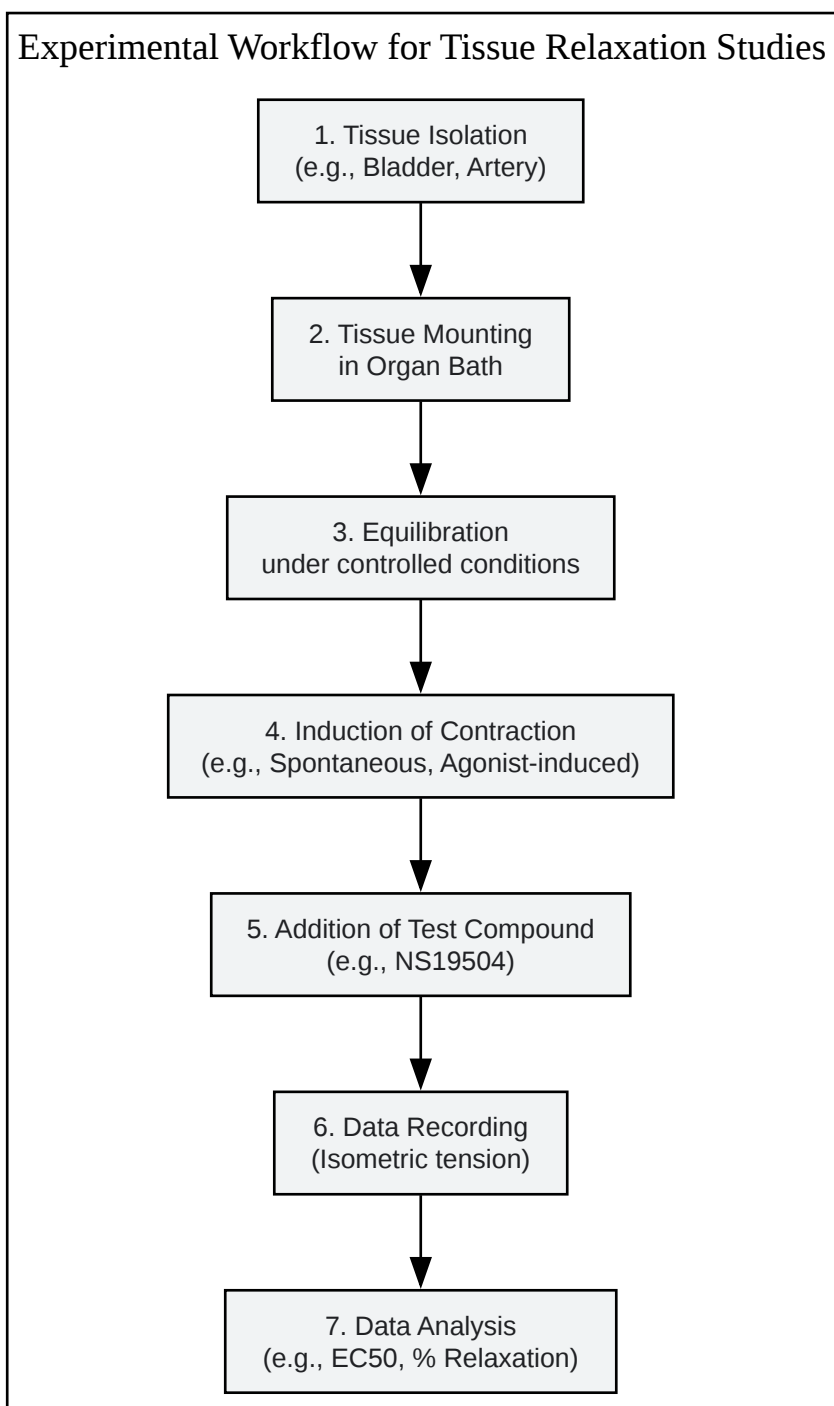 Experimental Workflow for Tissue Relaxation Studies
1. Tissue Isolation
(e.g., Bladder, Artery)
2. Tissue Mounting
in Organ Bath
3. Equilibration
under controlled conditions
4. Induction of Contraction
(e.g., Spontaneous, Agonist-induced)
5. Addition of Test Compound
(e.g., NS19504)
6. Data Recording
(Isometric tension)
7. Data Analysis
(e.g., EC50, % Relaxation)